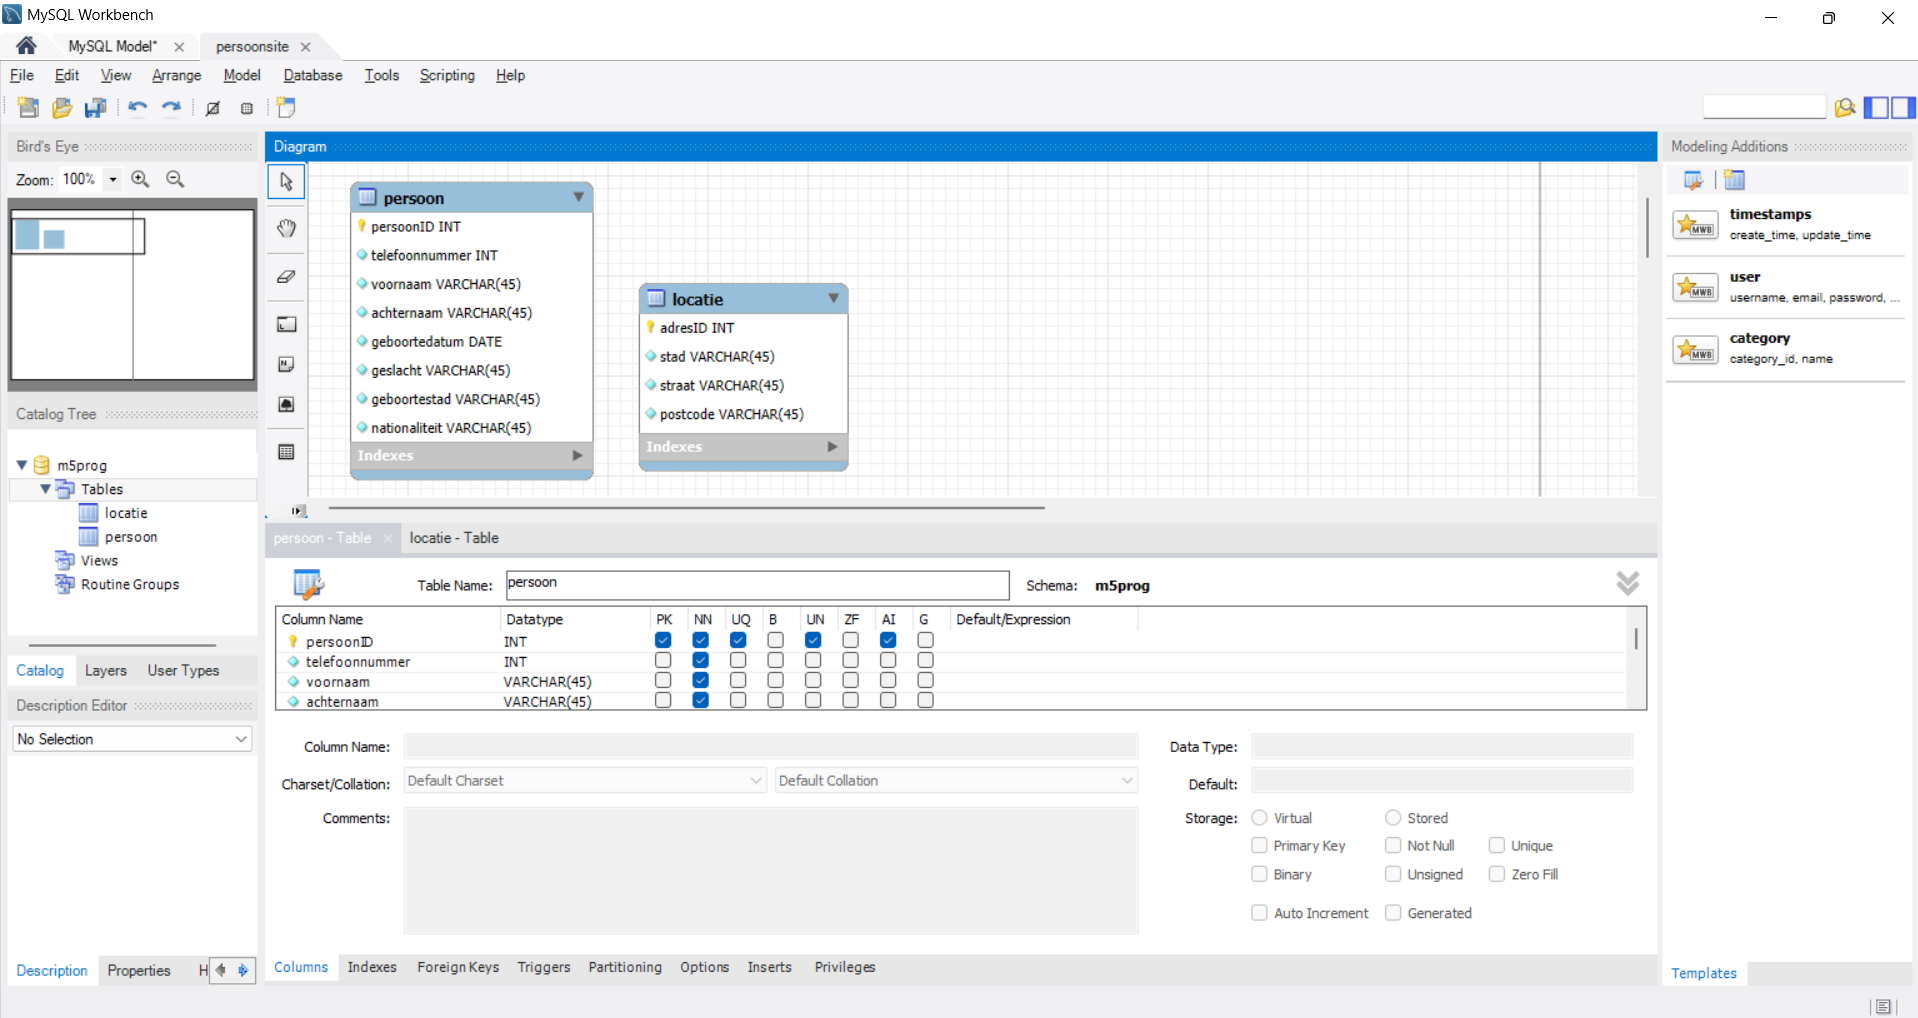 MySQL Workbench
MySQL Model*
persoonsite
File Edit View Arrange Model Database Tools Scripting Help
Bird's Eye
Zoom: 100%
Catalog Tree
m5prog
Tables
locatie
persoon
Views
Routine Groups
Catalog Layers User Types
Description Editor
No Selection
Description Properties H
Diagram
persoon
persoonID INT
telefoonnummer INT
voornaam VARCHAR(45)
achternaam VARCHAR(45)
geboortedatum DATE
geslacht VARCHAR(45)
geboortestad VARCHAR(45)
nationaliteit VARCHAR(45)
Indexes
locatie
adresID INT
stad VARCHAR(45)
straat VARCHAR(45)
postcode VARCHAR(45)
Indexes
persoon - Table locatie - Table
Table Name: persoon Schema: m5prog
Column Name Datatype PK NN UQ B UN ZF AI G Default/Expression
persoonID INT
telefoonnummer INT
voornaam VARCHAR(45)
achternaam VARCHAR(45)
Column Name:
Charset/Collation: Default Charset Default Collation
Comments:
Data Type:
Default:
Storage: Virtual Stored
Primary Key Not Null Unique
Binary Unsigned Zero Fill
Auto Increment Generated
Columns Indexes Foreign Keys Triggers Partitioning Options Inserts Privileges
Modeling Additions
MWB
timestamps
create_time, update_time
MWB
user
username, email, password, ...
MWB
category
category_id, name
Templates